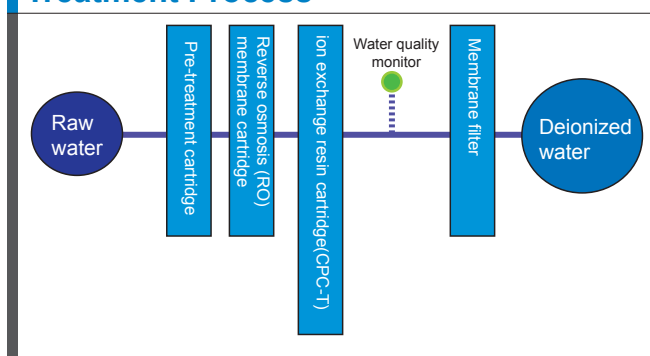 Treatment Process
Raw
water
Pre-treatment cartridge
Reverse osmosis (RO)
membrane cartridge
ion exchange resin cartridge(CPC-T)
Water quality
monitor
Membrane filter
Deionized
water